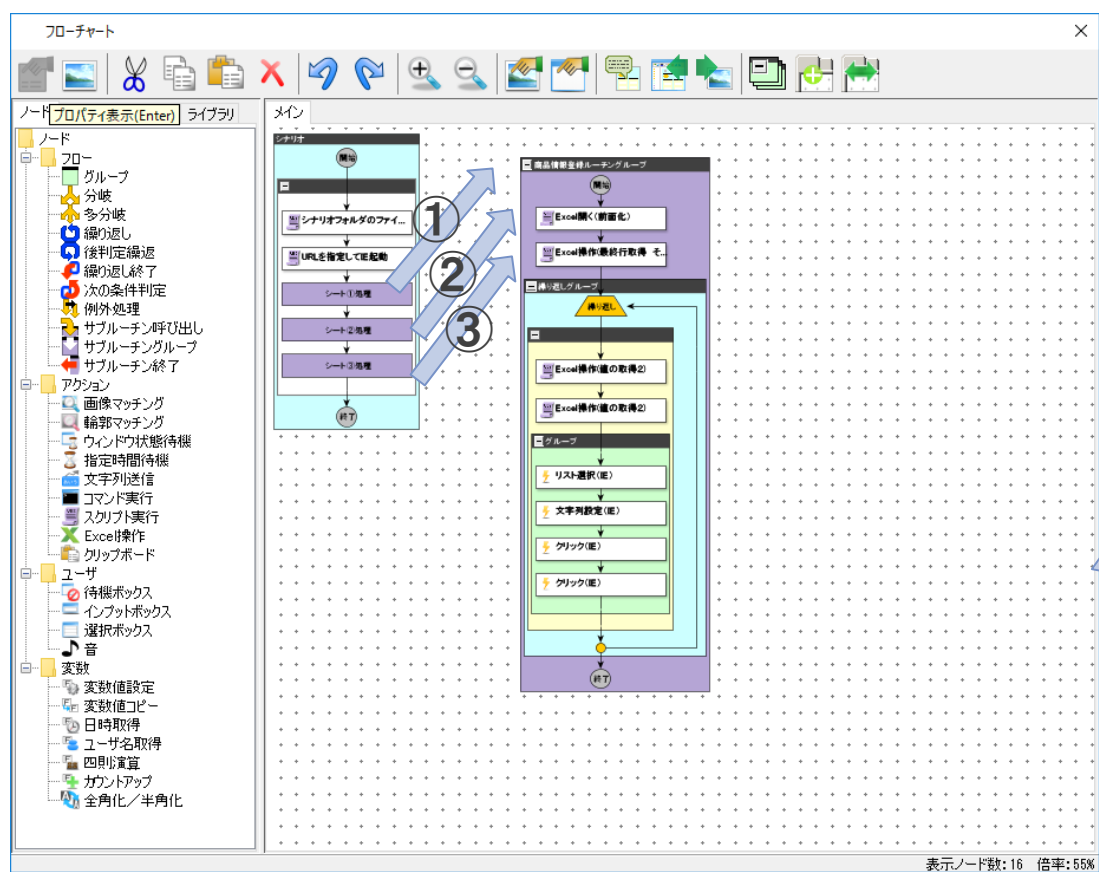 フローチャート
ノード
プロパティ表示(Enter)
ライブラリ
メイン
ノード
フロー
グループ
分岐
多分岐
繰り返し
後判定繰返
繰り返し終了
次の条件判定
例外処理
サブルーチン呼び出し
サブルーチングループ
サブルーチン終了
アクション
画像マッチング
輪郭マッチング
ウィンドウ状態待機
指定時間待機
文字列送信
コマンド実行
スクリプト実行
Excel操作
クリップボード
ユーザ
待機ボックス
インプットボックス
選択ボックス
音
変数
変数値設定
変数値コピー
日時取得
ユーザ名取得
四則演算
カウントアップ
全角化／半角化
シナリオ
開始
シナリオフォルダのファイ...
URLを指定してIE起動
シート①処理
シート②処理
シート③処理
終了
①
②
③
商品情報登録ルーチングループ
開始
Excel開く(前面化)
Excel操作(最終行取得 そ...
繰り返しグループ
繰り返し
Excel操作(値の取得2)
Excel操作(値の取得2)
グループ
リスト選択(IE)
文字列設定(IE)
クリック(IE)
クリック(IE)
終了
表示ノード数:16 倍率:55%